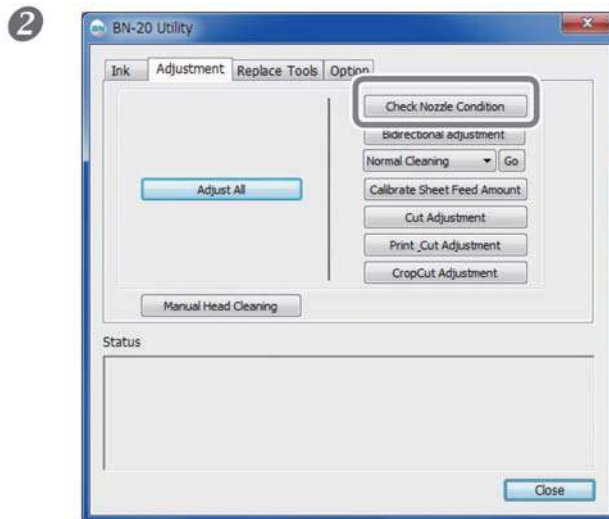 2
BN-20 Utility
Ink Adjustment Replace Tools Option
Check Nozzle Condition
Bidirectional adjustment
Normal Cleaning Go
Adjust All
Calibrate Sheet Feed Amount
Cut Adjustment
Print_Cut Adjustment
CropCut Adjustment
Manual Head Cleaning
Status
Close